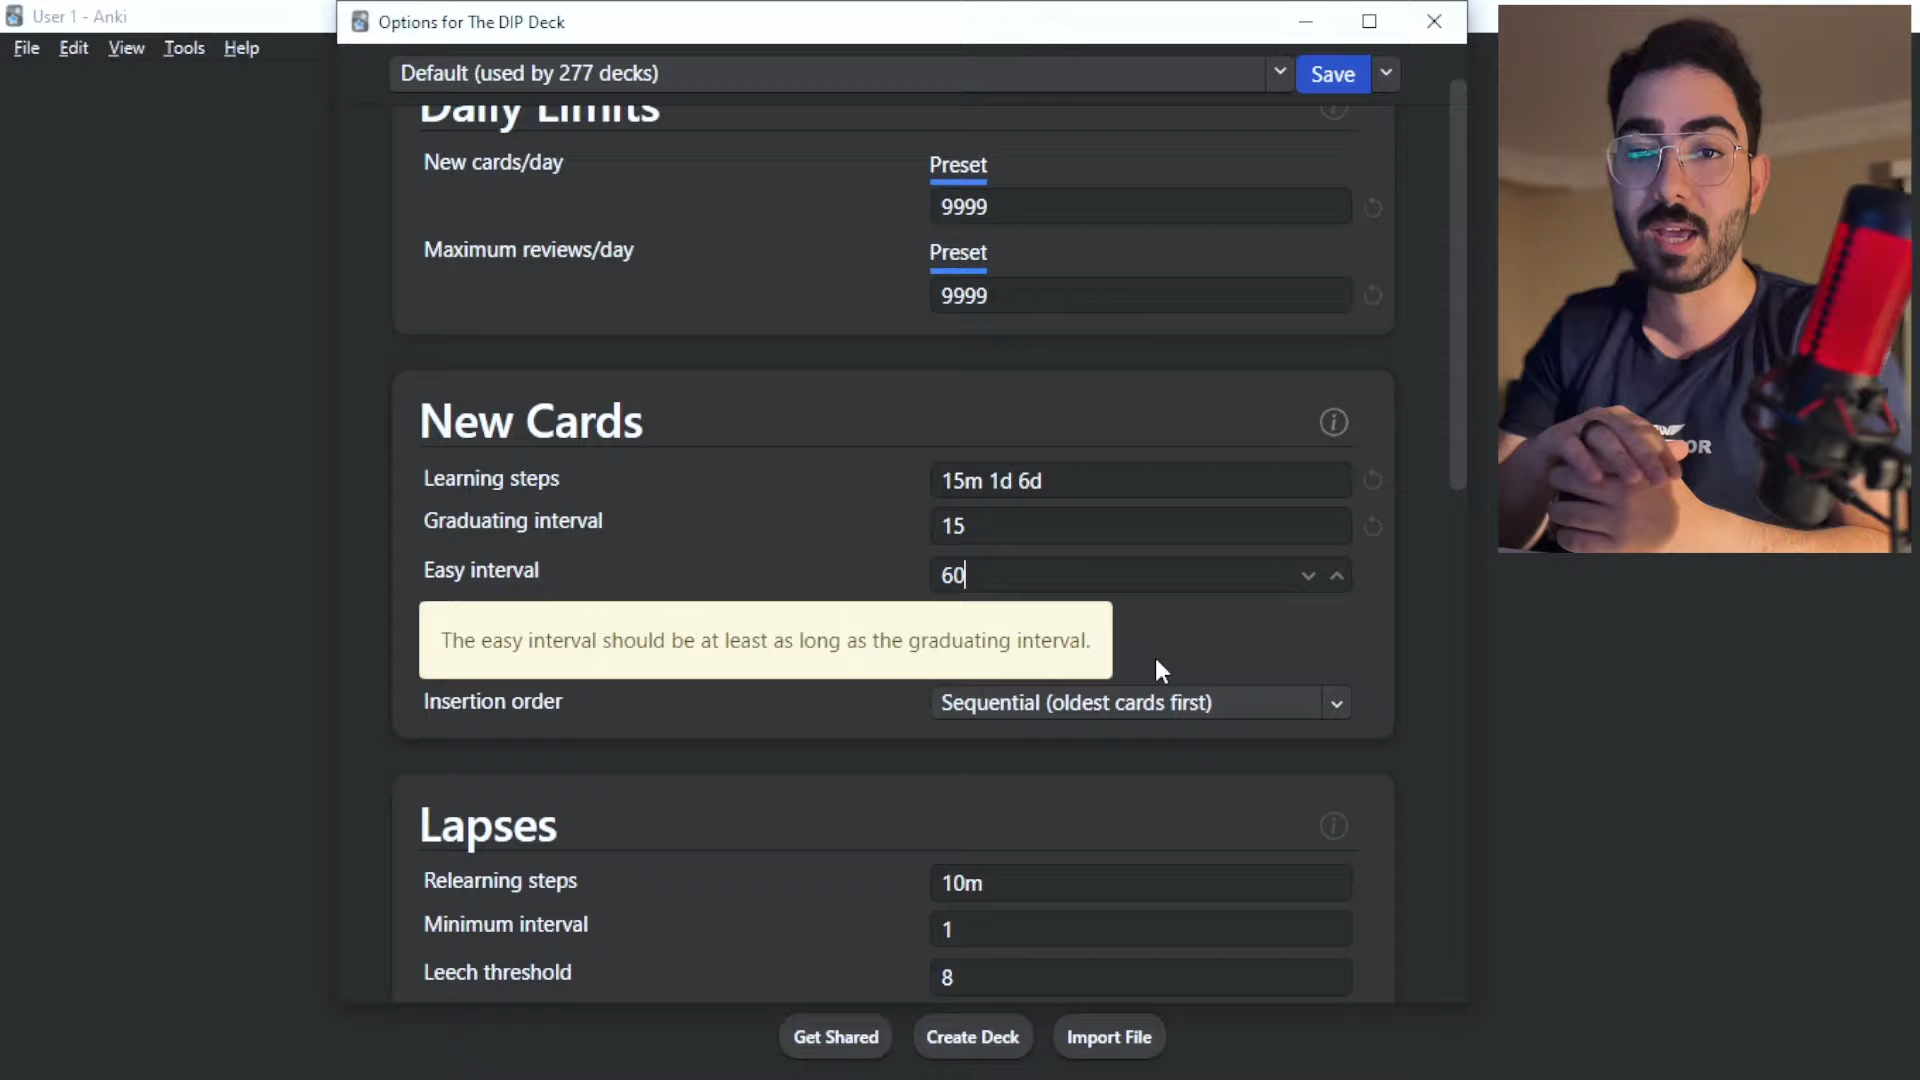 User 1 - Anki
File Edit View Tools Help
Options for The DIP Deck
Default (used by 277 decks)
Save
Daily Limits
New cards/day
Preset
9999
Maximum reviews/day
Preset
9999
New Cards
Learning steps
15m 1d 6d
Graduating interval
15
Easy interval
60
The easy interval should be at least as long as the graduating interval.
Insertion order
Sequential (oldest cards first)
Lapses
Relearning steps
10m
Minimum interval
1
Leech threshold
8
Get Shared
Create Deck
Import File